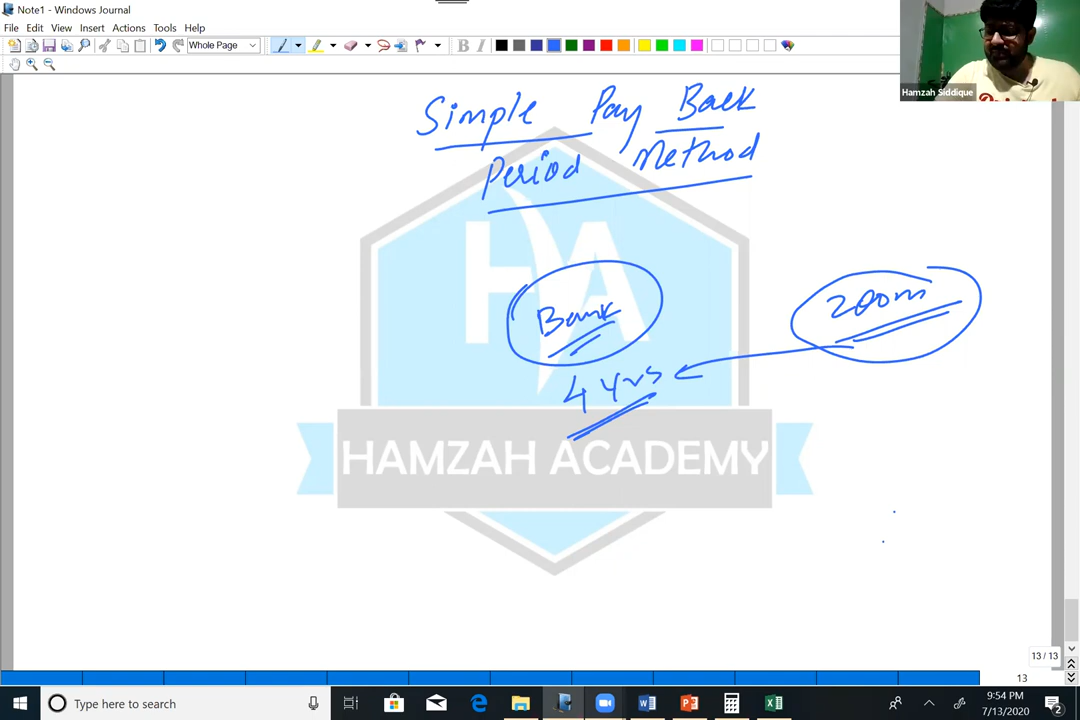 Note1 - Windows Journal
File Edit View Insert Actions Tools Help
Whole Page
B I
Hamzah Siddique
Simple Pay Back
Period Method
HA
Bank
200m
4 yrs
HAMZAH ACADEMY
13 / 13
13
Type here to search
9:54 PM
7/13/2020
2